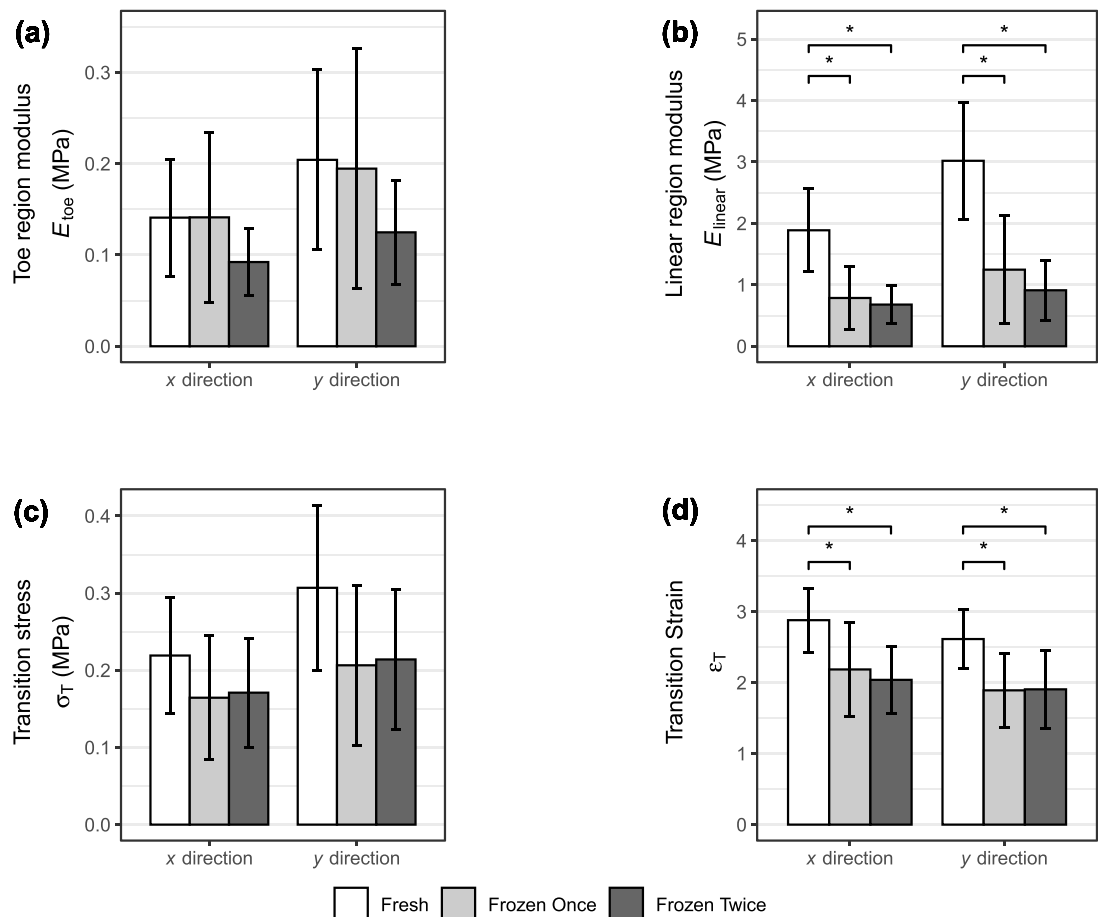 (a)
Toe region modulus
E_toe (MPa)
0.3
0.2
0.1
0.0
x direction
y direction
(b)
Linear region modulus
E_linear (MPa)
5
4
3
2
1
0
*
*
*
*
x direction
y direction
(c)
Transition stress
σ_T (MPa)
0.4
0.3
0.2
0.1
0.0
x direction
y direction
(d)
Transition Strain
ε_T
4
3
2
1
0
*
*
*
*
x direction
y direction
Fresh
Frozen Once
Frozen Twice